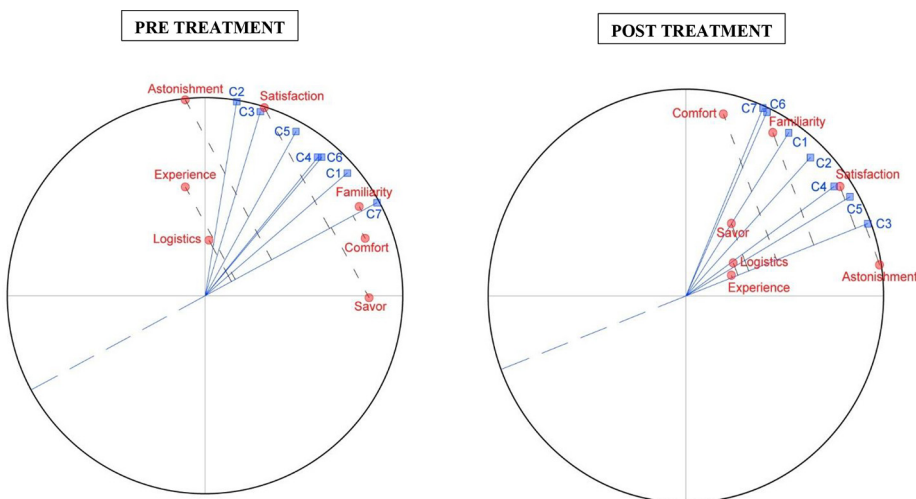 PRE TREATMENT
Astonishment
C2
C3
Satisfaction
C5
Experience
C4
C6
C1
Familiarity
C7
Logistics
Comfort
Savor
POST TREATMENT
Comfort
C7
C6
Familiarity
C1
C2
C4
Satisfaction
C5
Savor
C3
Logistics
Experience
Astonishment